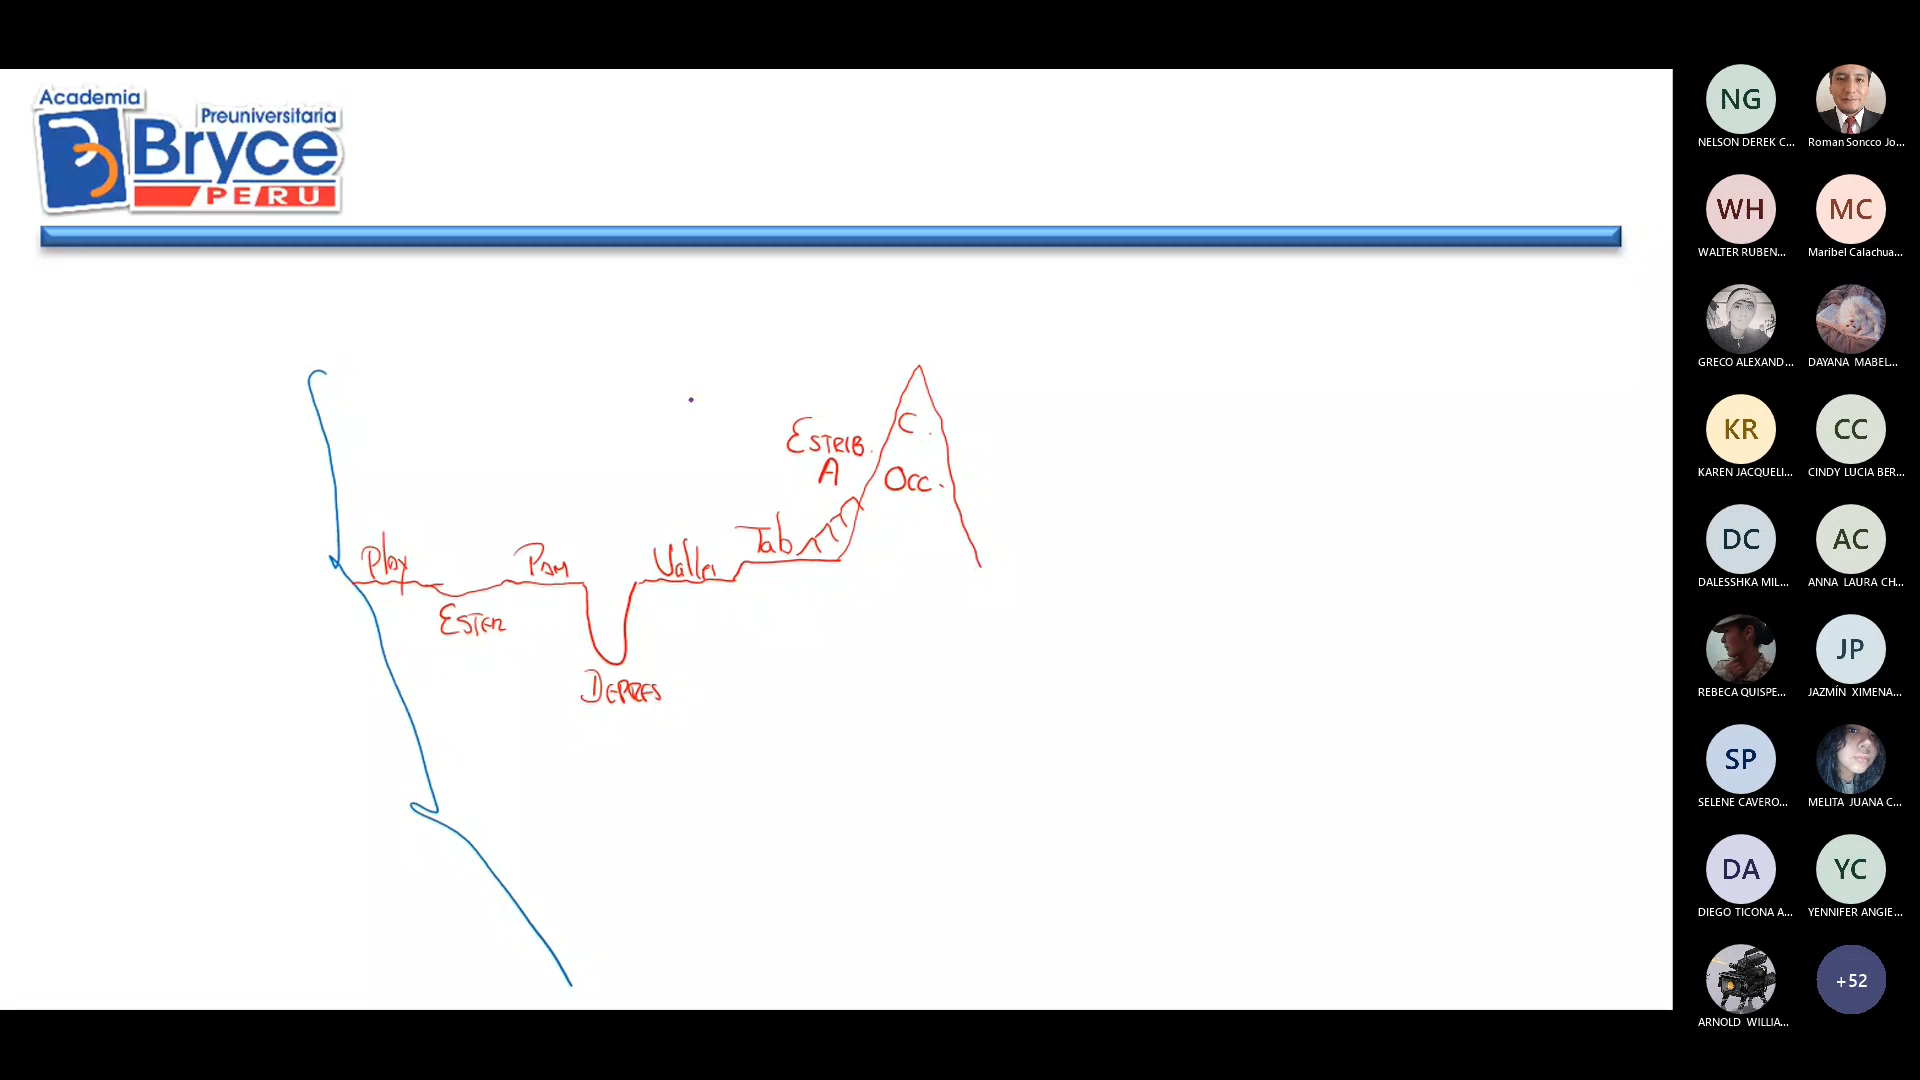 Academia
Preuniversitaria
Bryce
PERU
C.
ESTRIB.
A
Occ.
Tab
Play
Pam
Valles
ESTER
DEPRES
NG
NELSON DEREK C...
Roman Soncco Jo...
WH
WALTER RUBEN...
MC
Maribel Calachua...
GRECO ALEXAND...
DAYANA MABEL...
KR
KAREN JACQUELI...
CC
CINDY LUCIA BER...
DC
DALESSHKA MIL...
AC
ANNA LAURA CH...
REBECA QUISPE...
JP
JAZMÍN XIMENA...
SP
SELENE CAVERO...
MELITA JUANA C...
DA
DIEGO TICONA A...
YC
YENNIFER ANGIE...
ARNOLD WILLIA...
+52